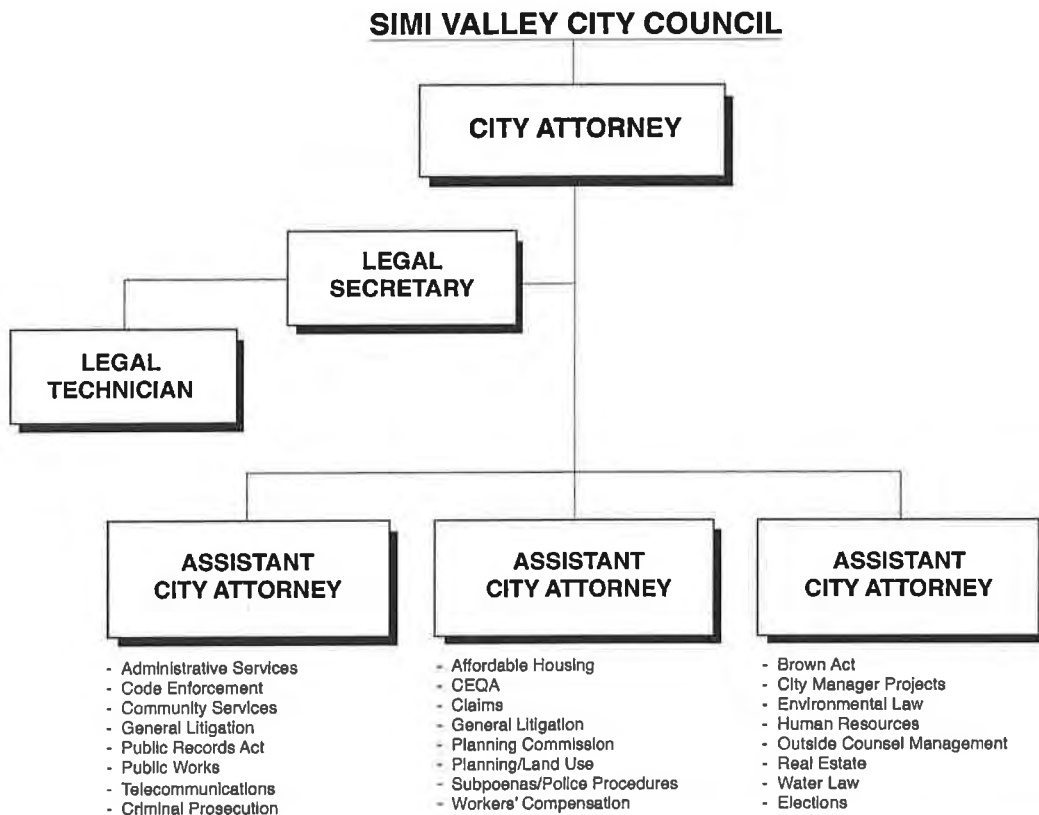 SIMI VALLEY CITY COUNCIL
CITY ATTORNEY
LEGAL
SECRETARY
LEGAL
TECHNICIAN
ASSISTANT
CITY ATTORNEY
- Administrative Services
- Code Enforcement
- Community Services
- General Litigation
- Public Records Act
- Public Works
- Telecommunications
- Criminal Prosecution
ASSISTANT
CITY ATTORNEY
- Affordable Housing
- CEQA
- Claims
- General Litigation
- Planning Commission
- Planning/Land Use
- Subpoenas/Police Procedures
- Workers' Compensation
ASSISTANT
CITY ATTORNEY
- Brown Act
- City Manager Projects
- Environmental Law
- Human Resources
- Outside Counsel Management
- Real Estate
- Water Law
- Elections